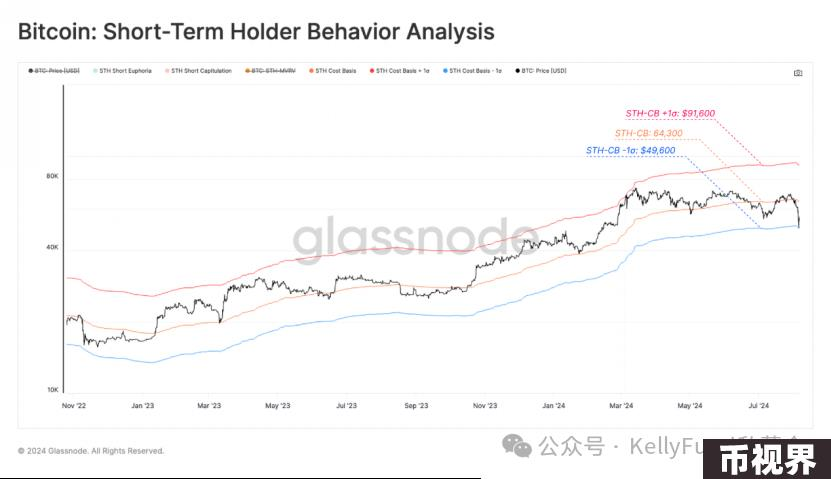 Bitcoin: Short-Term Holder Behavior Analysis
BTC: Price [USD] STH Short Euphoria STH Short Capitulation BTC: STH-MVRV STH Cost Basis STH Cost Basis + 1σ STH Cost Basis - 1σ BTC: Price [USD]
STH-CB +1σ: $91,600
STH-CB: 64,300
STH-CB -1σ: $49,600
80K
glassnode
40K
10K
Nov '22 Jan '23 Mar '23 May '23 Jul '23 Sep '23 Nov '23 Jan '24 Mar '24 May '24 Jul '24
© 2024 Glassnode. All Rights Reserved.
公众号 ·
币视界